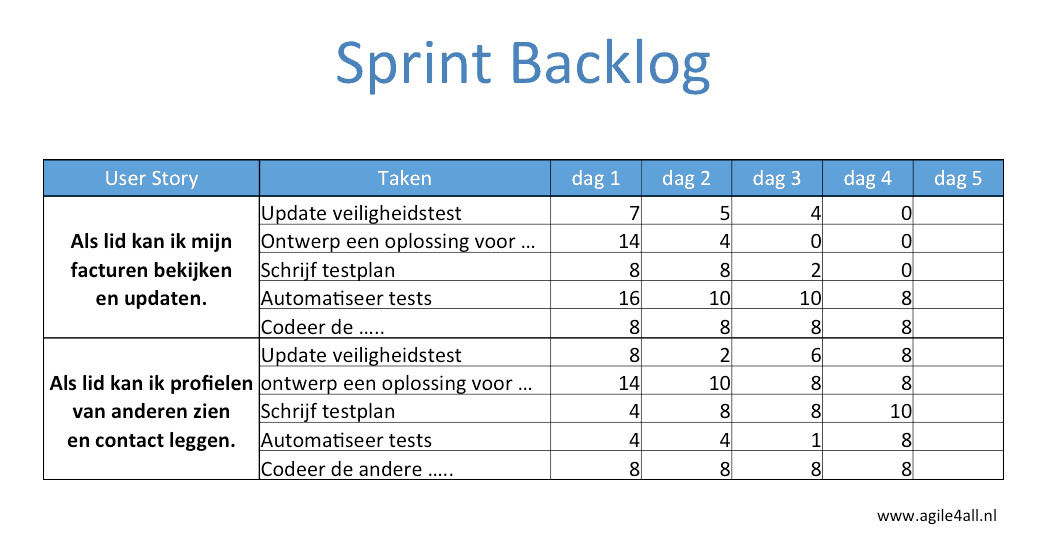 Sprint Backlog
User Story Taken dag 1 dag 2 dag 3 dag 4 dag 5
Als lid kan ik mijn
facturen bekijken
en updaten.
Update veiligheidstest 7 5 4 0
Ontwerp een oplossing voor ... 14 4 0 0
Schrijf testplan 8 8 2 0
Automatiseer tests 16 10 10 8
Codeer de ..... 8 8 8 8
Als lid kan ik profielen
van anderen zien
en contact leggen.
Update veiligheidstest 8 2 6 8
ontwerp een oplossing voor ... 14 10 8 8
Schrijf testplan 4 8 8 10
Automatiseer tests 4 4 1 8
Codeer de andere ..... 8 8 8 8
www.agile4all.nl